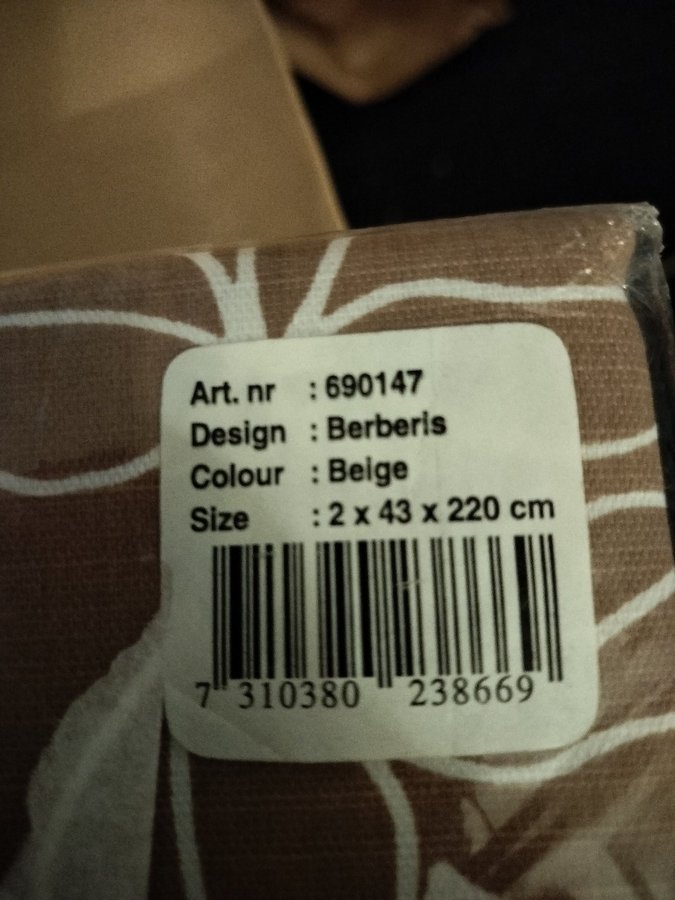 Art. nr : 690147
Design : Berberis
Colour : Beige
Size : 2 x 43 x 220 cm
7 310380 238669